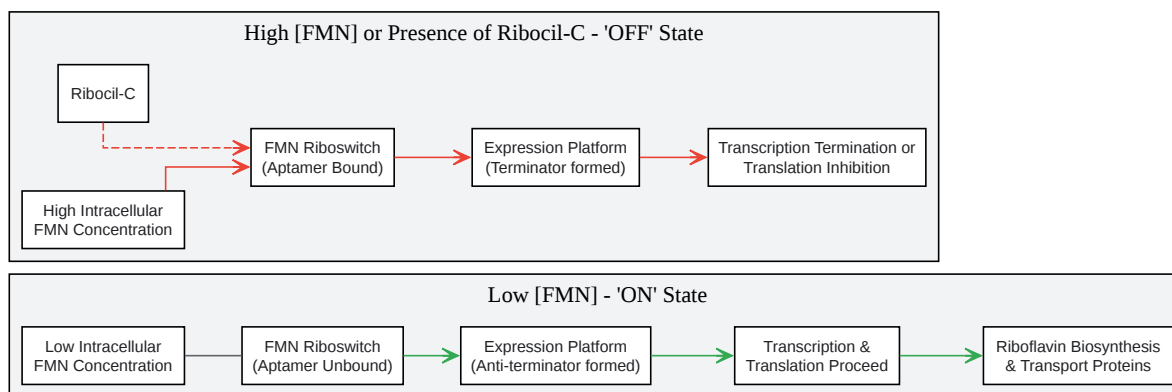 High [FMN] or Presence of Ribocil-C - 'OFF' State
Ribocil-C
FMN Riboswitch
(Aptamer Bound)
Expression Platform
(Terminator formed)
Transcription Termination or
Translation Inhibition
High Intracellular
FMN Concentration
Low [FMN] - 'ON' State
Low Intracellular
FMN Concentration
FMN Riboswitch
(Aptamer Unbound)
Expression Platform
(Anti-terminator formed)
Transcription &
Translation Proceed
Riboflavin Biosynthesis
& Transport Proteins